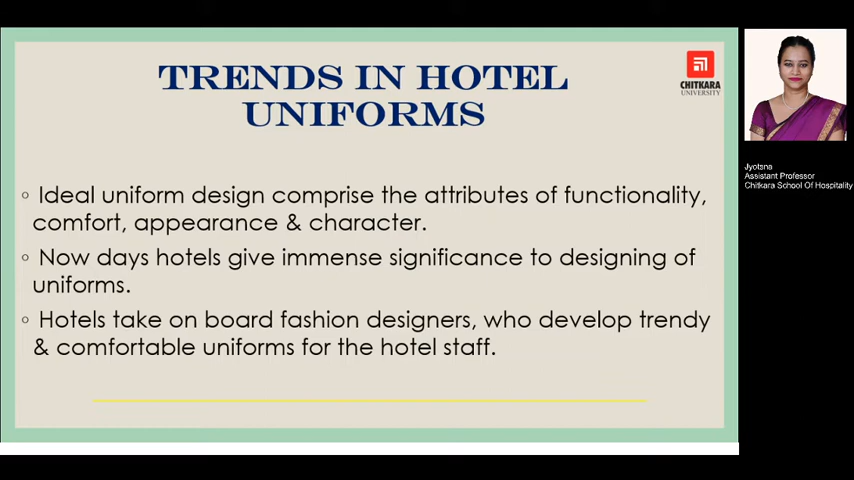 TRENDS IN HOTEL
UNIFORMS
CHITKARA
UNIVERSITY
◦ Ideal uniform design comprise the attributes of functionality,
comfort, appearance & character.
◦ Now days hotels give immense significance to designing of
uniforms.
◦ Hotels take on board fashion designers, who develop trendy
& comfortable uniforms for the hotel staff.
Jyotsna
Assistant Professor
Chitkara School Of Hospitality